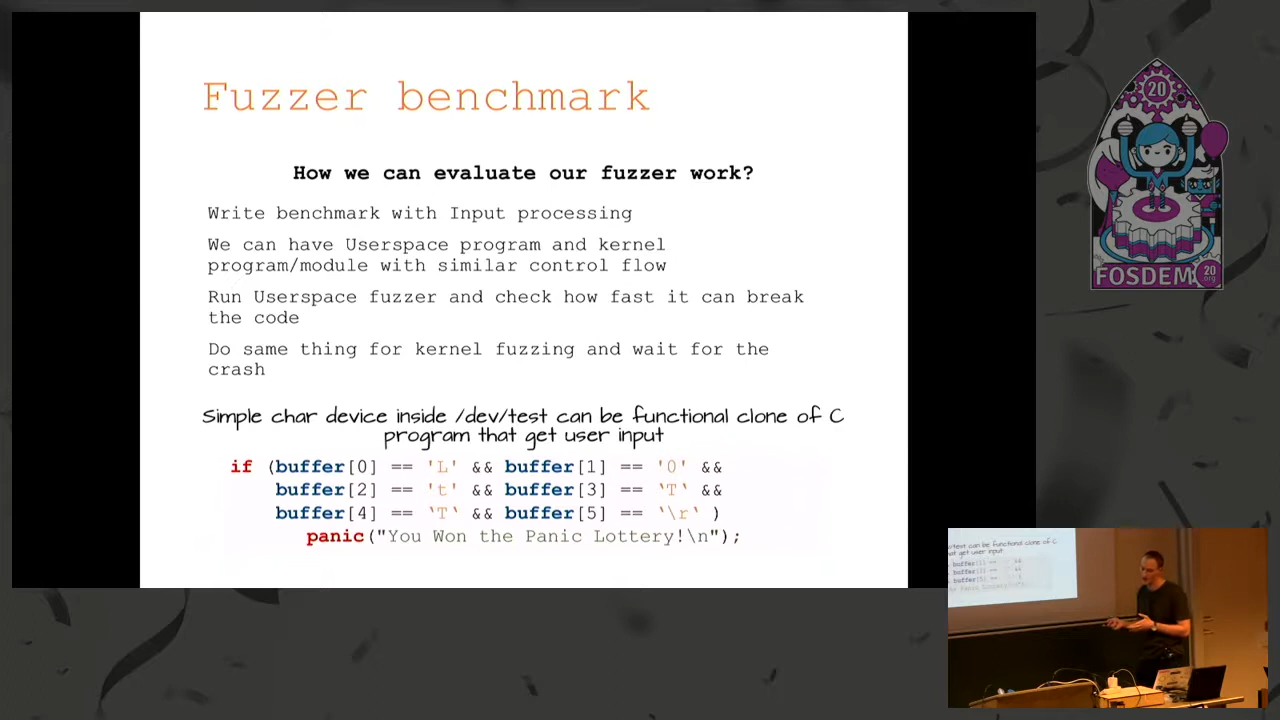 Fuzzer benchmark
How we can evaluate our fuzzer work?
Write benchmark with Input processing
We can have Userspace program and kernel
program/module with similar control flow
Run Userspace fuzzer and check how fast it can break
the code
Do same thing for kernel fuzzing and wait for the
crash
Simple char device inside /dev/test can be functional clone of C
program that get user input
if (buffer[0] == 'L' && buffer[1] == '0' &&
buffer[2] == 't' && buffer[3] == ‘T‘ &&
buffer[4] == ‘T‘ && buffer[5] == ‘\r‘ )
panic("You Won the Panic Lottery!\n");
20
FOSDEM 20
.org